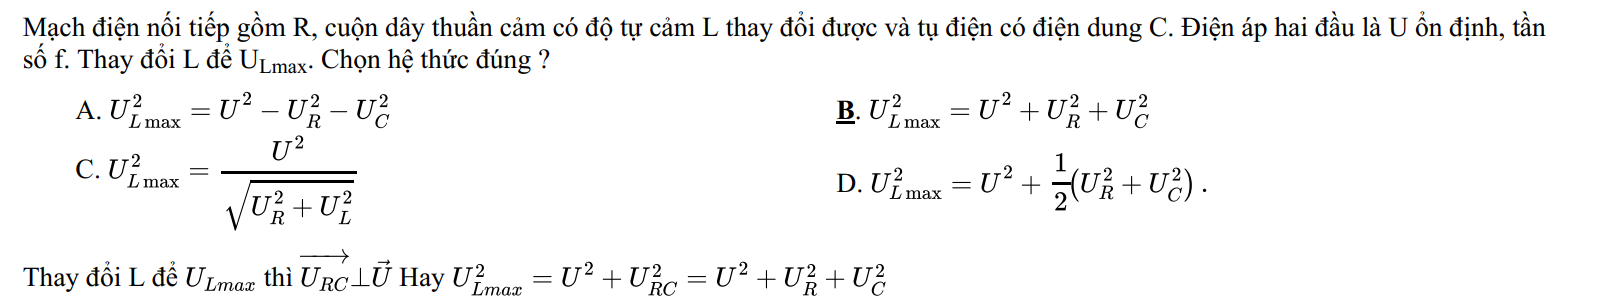 Mạch điện nối tiếp gồm R, cuộn dây thuần cảm có độ tự cảm L thay đổi được và tụ điện có điện dung C. Điện áp hai đầu là U ổn định, tần
số f. Thay đổi L để U_{Lmax}. Chọn hệ thức đúng ?
A. U_{L max}^2 = U^2 − U_R^2 − U_C^2
B. U_{L max}^2 = U^2 + U_R^2 + U_C^2
C. U_{L max}^2 = \frac{U^2}{\sqrt{U_R^2 + U_L^2}}
D. U_{L max}^2 = U^2 + \frac{1}{2}(U_R^2 + U_C^2) .
Thay đổi L để U_{Lmax} thì \overrightarrow{U_{RC}} ⊥ \vec{U} Hay U_{Lmax}^2 = U^2 + U_{RC}^2 = U^2 + U_R^2 + U_C^2